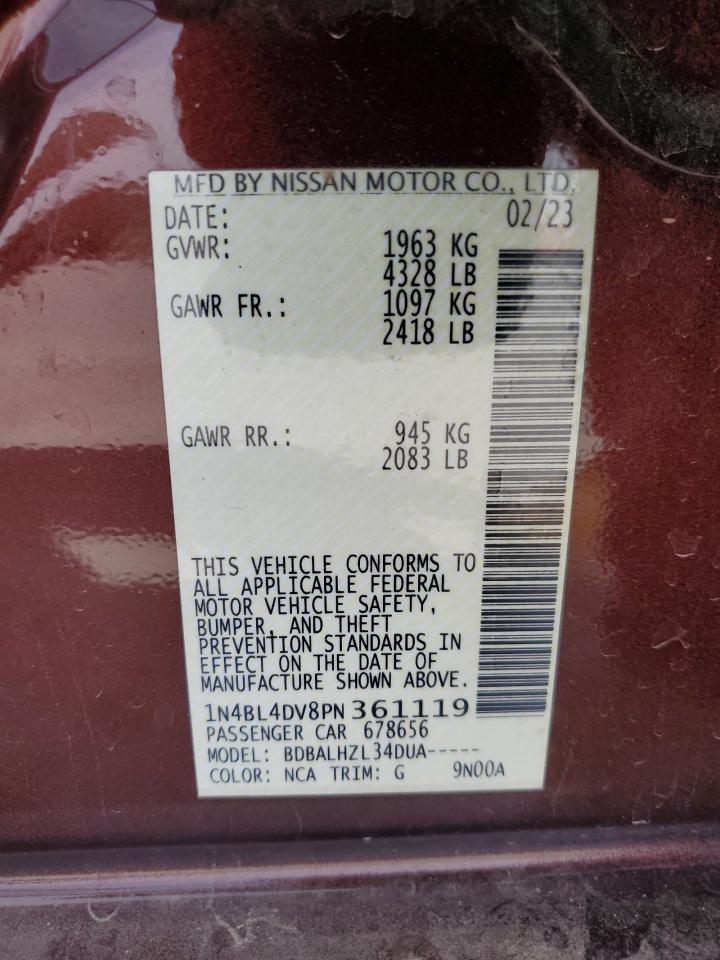 MFD BY NISSAN MOTOR CO., LTD.
DATE: 02/23
GVWR: 1963 KG
4328 LB
GAWR FR.: 1097 KG
2418 LB
GAWR RR.: 945 KG
2083 LB
THIS VEHICLE CONFORMS TO
ALL APPLICABLE FEDERAL
MOTOR VEHICLE SAFETY,
BUMPER, AND THEFT
PREVENTION STANDARDS IN
EFFECT ON THE DATE OF
MANUFACTURE SHOWN ABOVE.
1N4BL4DV8PN 361119
PASSENGER CAR 678656
MODEL: BDBALHZL34DUA-----
COLOR: NCA TRIM: G 9N00A